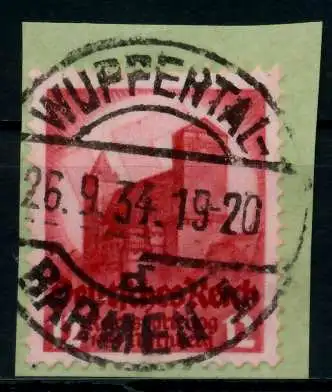 WUPPERTAL-
26.9.34.19-20
d
BARMEN
Deutsches Reich
12